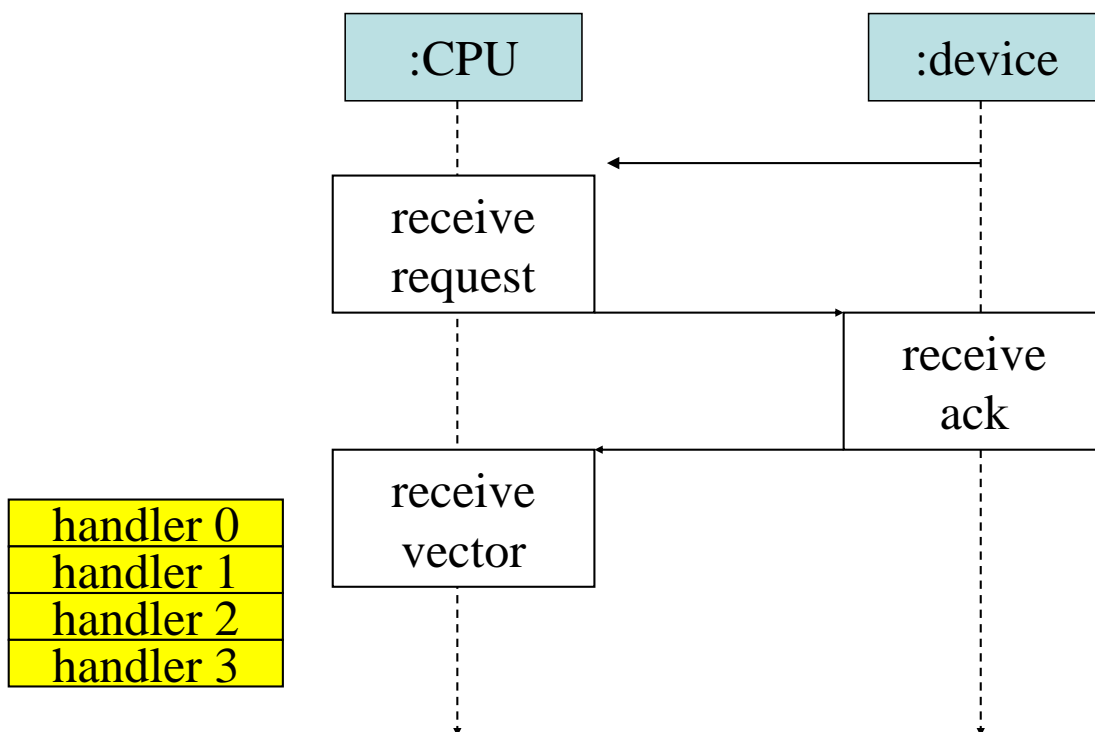 :CPU
:device
receive
request
receive
ack
receive
vector
handler 0
handler 1
handler 2
handler 3